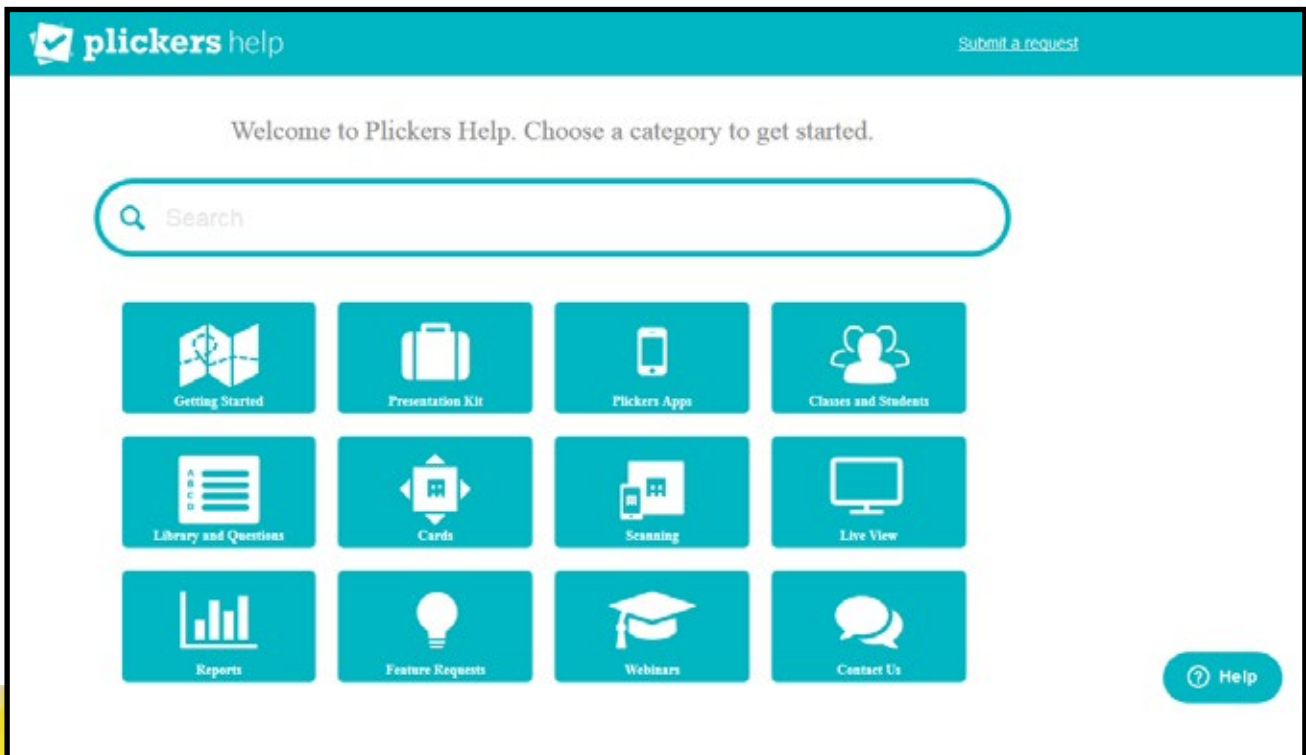 plickers help
Submit a request
Welcome to Plickers Help. Choose a category to get started.
Search
Getting Started
Presentation Kit
Plickers Apps
Classes and Students
A
B
C
D
Library and Questions
Cards
Scanning
Live View
Reports
Feature Requests
Webinars
Contact Us
? Help